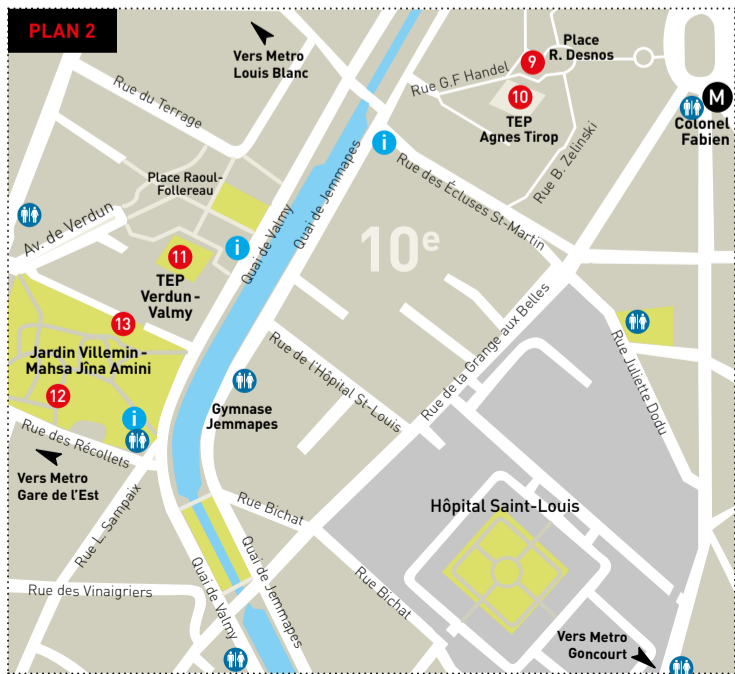 PLAN 2
Vers Metro
Louis Blanc
Place
R. Desnos
9
Rue G.F Handel
10
TEP
Agnes Tirop
M
Colonel
Fabien
Rue du Terrage
i
Rue des Écluses St-Martin
Rue B. Zelinski
Place Raoul-
Follereau
Quai de Valmy
Quai de Jemmapes
Av. de Verdun
i
10e
11
TEP
Verdun -
Valmy
13
Jardin Villemin -
Mahsa Jîna Amini
12
i
Rue de l'Hôpital St-Louis
Rue de la Grange aux Belles
Rue Juliette Dodu
Gymnase
Jemmapes
Rue des Récollets
Vers Metro
Gare de l'Est
Rue L. Sampaix
Rue Bichat
Hôpital Saint-Louis
Rue des Vinaigriers
Quai de Valmy
Quai de Jemmapes
Rue Bichat
Vers Metro
Goncourt